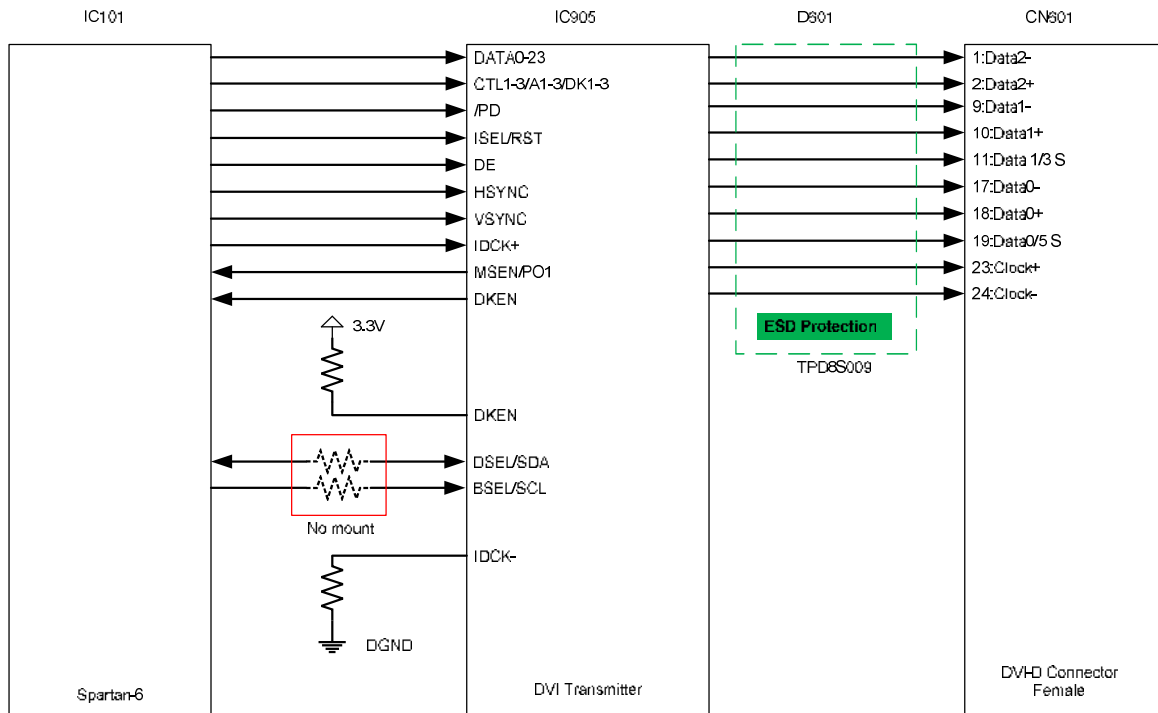 IC101
IC905
D601
CN601
DATA0-23
CTL1-3/A1-3/DK1-3
/PD
ISEL/RST
DE
HSYNC
VSYNC
IDCK+
MSEN/PO1
DKEN
3.3V
DKEN
DSEL/SDA
BSEL/SCL
No mount
IDCK-
DGND
Spartan-6
DVI Transmitter
ESD Protection
TPD8S009
1:Data2-
2:Data2+
9:Data1-
10:Data1+
11:Data 1/3 S
17:Data0-
18:Data0+
19:Data0/5 S
23:Clock+
24:Clock-
DVI-D Connector
Female